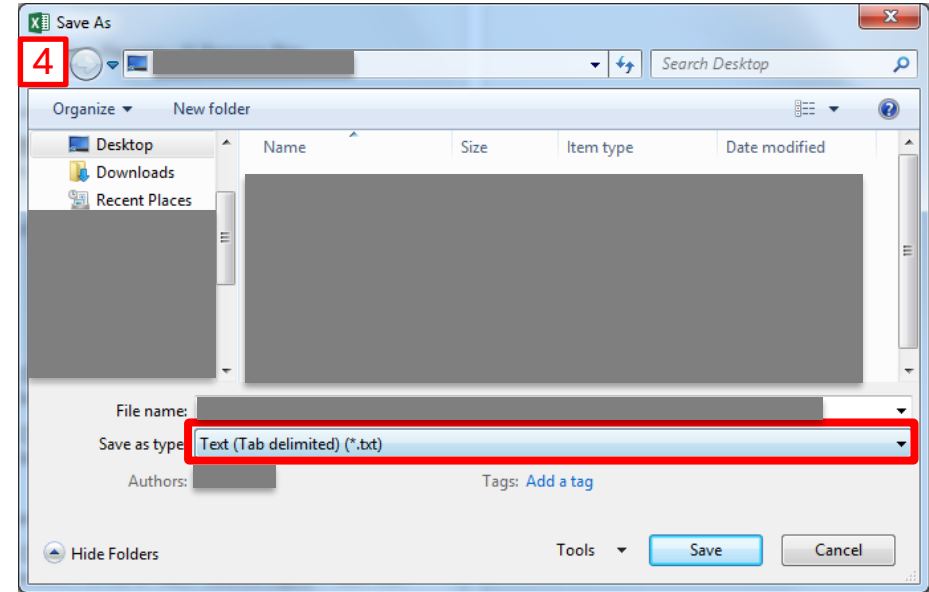 Save As
4
Search Desktop
Organize New folder
Desktop
Downloads
Recent Places
Name Size Item type Date modified
File name:
Save as type: Text (Tab delimited) (*.txt)
Authors: Tags: Add a tag
Hide Folders Tools Save Cancel